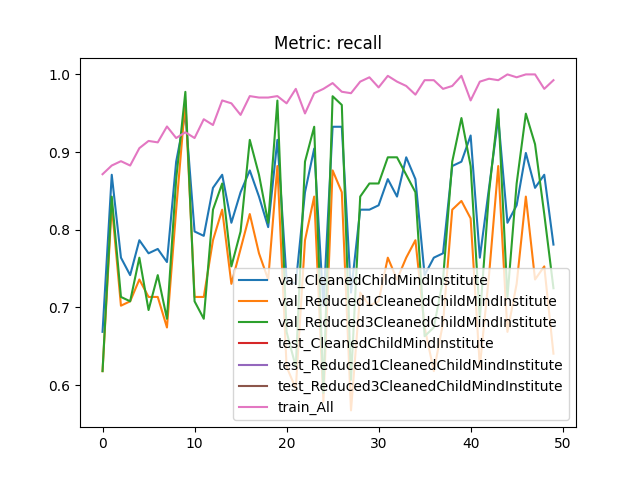 Metric: recall
1.0
0.9
0.8
0.7
0.6
val_CleanedChildMindInstitute
val_Reduced1CleanedChildMindInstitute
val_Reduced3CleanedChildMindInstitute
test_CleanedChildMindInstitute
test_Reduced1CleanedChildMindInstitute
test_Reduced3CleanedChildMindInstitute
train_All
0 10 20 30 40 50